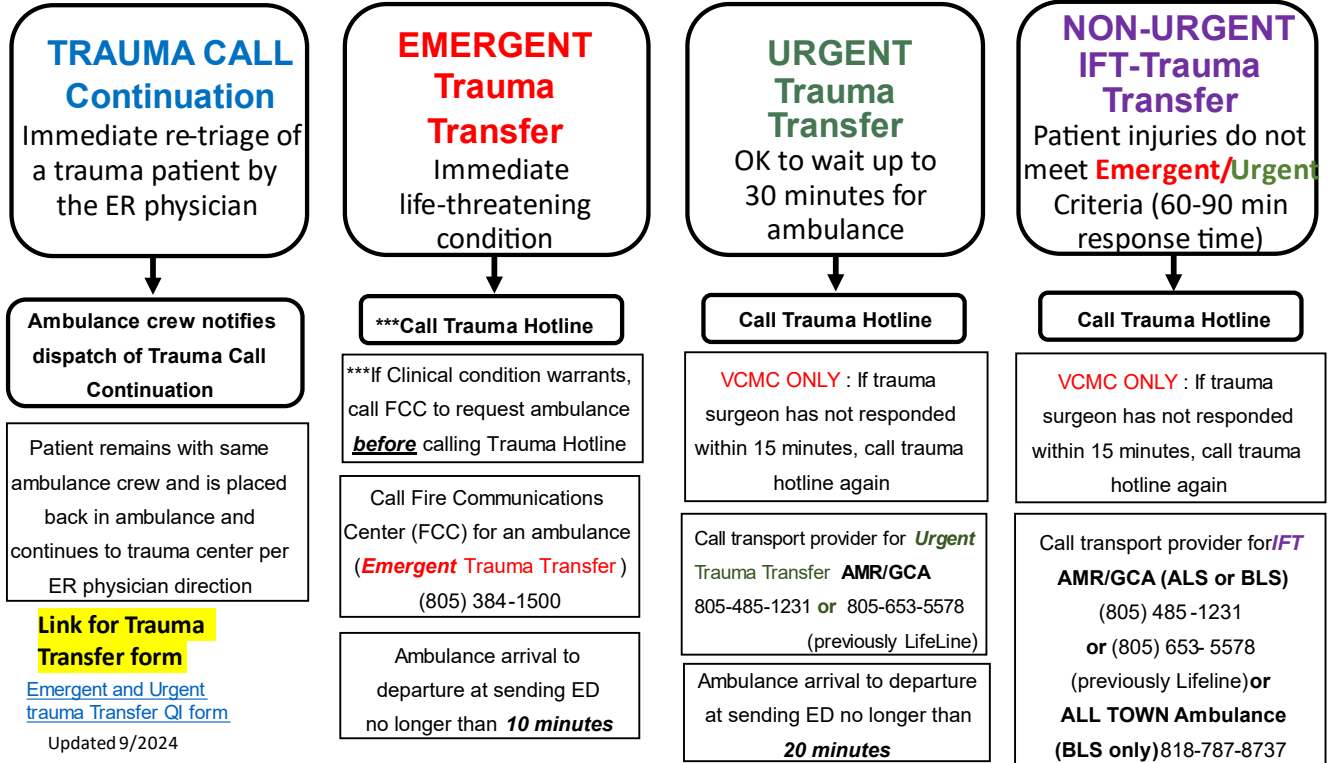 TRAUMA CALL
Continuation
Immediate re-triage of
a trauma patient by
the ER physician
Ambulance crew notifies
dispatch of Trauma Call
Continuation
Patient remains with same
ambulance crew and is placed
back in ambulance and
continues to trauma center per
ER physician direction
Link for Trauma
Transfer form
Emergent and Urgent
trauma Transfer QI form
Updated 9/2024
EMERGENT
Trauma
Transfer
Immediate
life-threatening
condition
***Call Trauma Hotline
***If Clinical condition warrants,
call FCC to request ambulance
before calling Trauma Hotline
Call Fire Communications
Center (FCC) for an ambulance
(Emergent Trauma Transfer)
(805) 384-1500
Ambulance arrival to
departure at sending ED
no longer than 10 minutes
URGENT
Trauma
Transfer
OK to wait up to
30 minutes for
ambulance
Call Trauma Hotline
VCMC ONLY : If trauma
surgeon has not responded
within 15 minutes, call trauma
hotline again
Call transport provider for Urgent
Trauma Transfer AMR/GCA
805-485-1231 or 805-653-5578
(previously LifeLine)
Ambulance arrival to departure
at sending ED no longer than
20 minutes
NON-URGENT
IFT-Trauma
Transfer
Patient injuries do not
meet Emergent/Urgent
Criteria (60-90 min
response time)
Call Trauma Hotline
VCMC ONLY : If trauma
surgeon has not responded
within 15 minutes, call trauma
hotline again
Call transport provider for IFT
AMR/GCA (ALS or BLS)
(805) 485-1231
or (805) 653- 5578
(previously Lifeline) or
ALL TOWN Ambulance
(BLS only) 818-787-8737